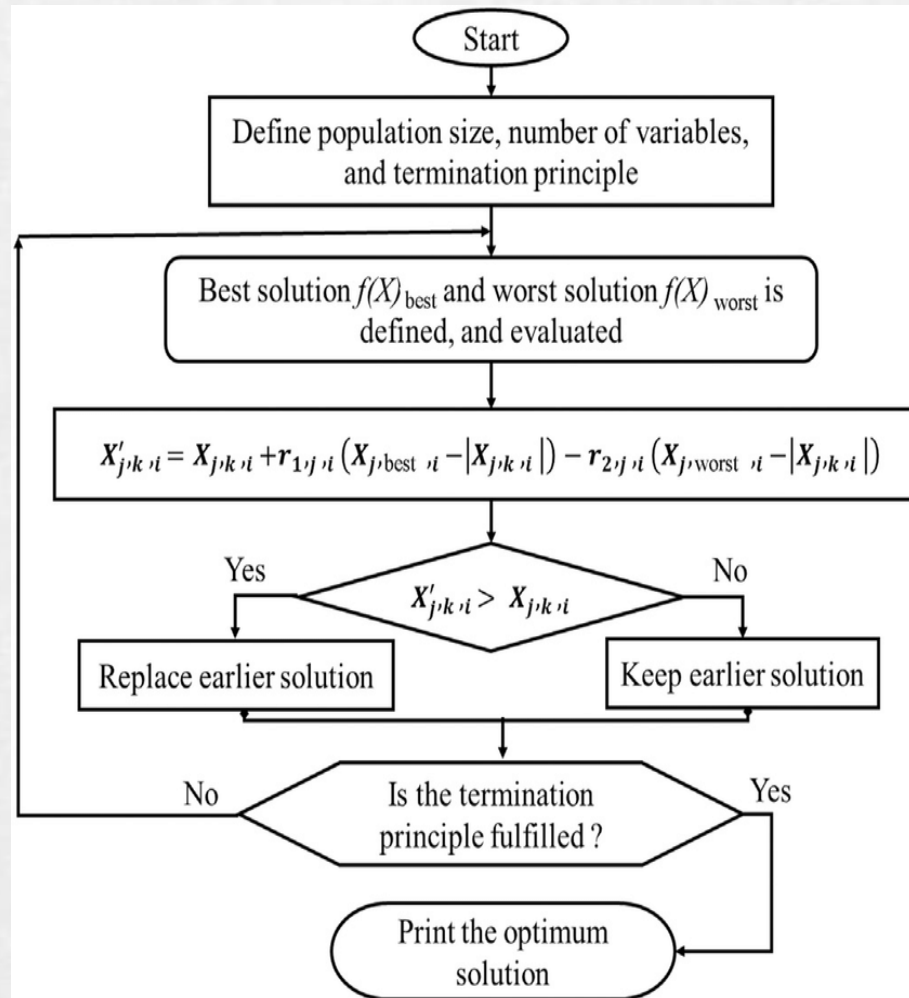 Start
Define population size, number of variables,
and termination principle
Best solution f(X) best and worst solution f(X) worst is
defined, and evaluated
X′j,k,i = Xj,k,i +r1,j,i (Xj,best ,i −|Xj,k,i|) − r2,j,i (Xj,worst ,i −|Xj,k,i|)
Yes
No
X′j,k,i > Xj,k,i
Replace earlier solution
Keep earlier solution
No
Is the termination
principle fulfilled ?
Yes
Print the optimum
solution